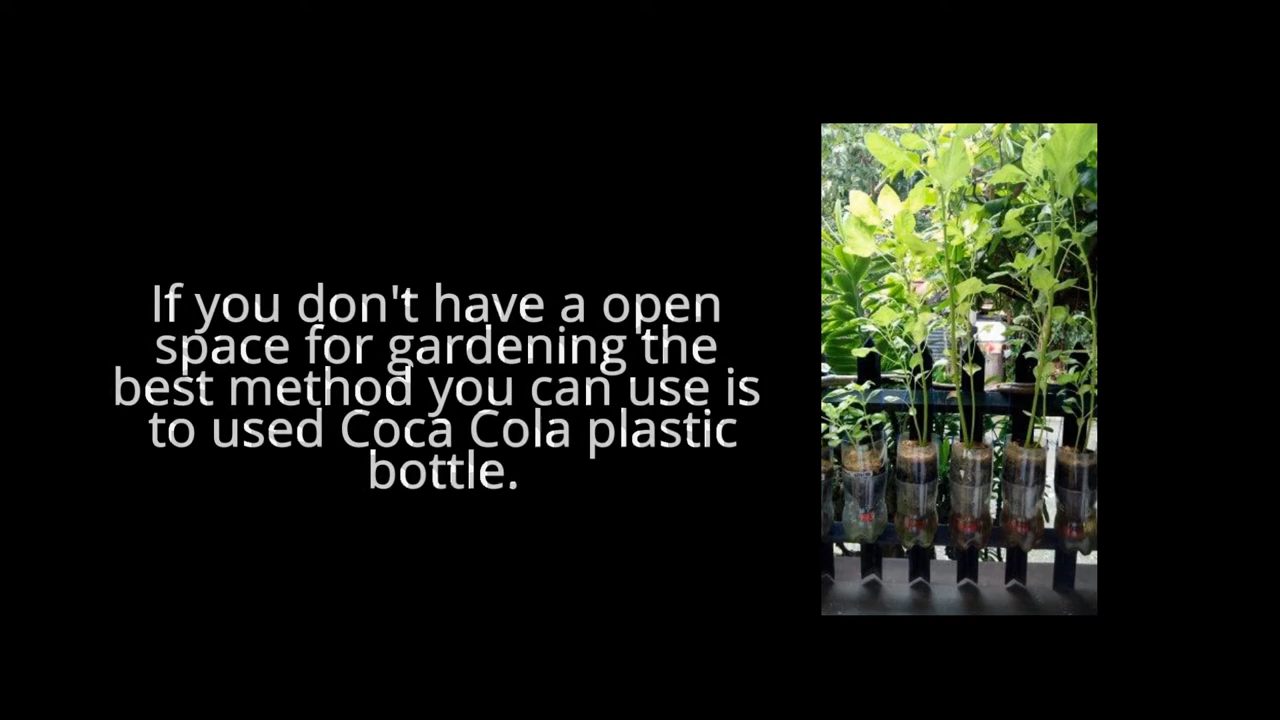 If you don't have a open
space for gardening the
best method you can use is
to used Coca Cola plastic
bottle.